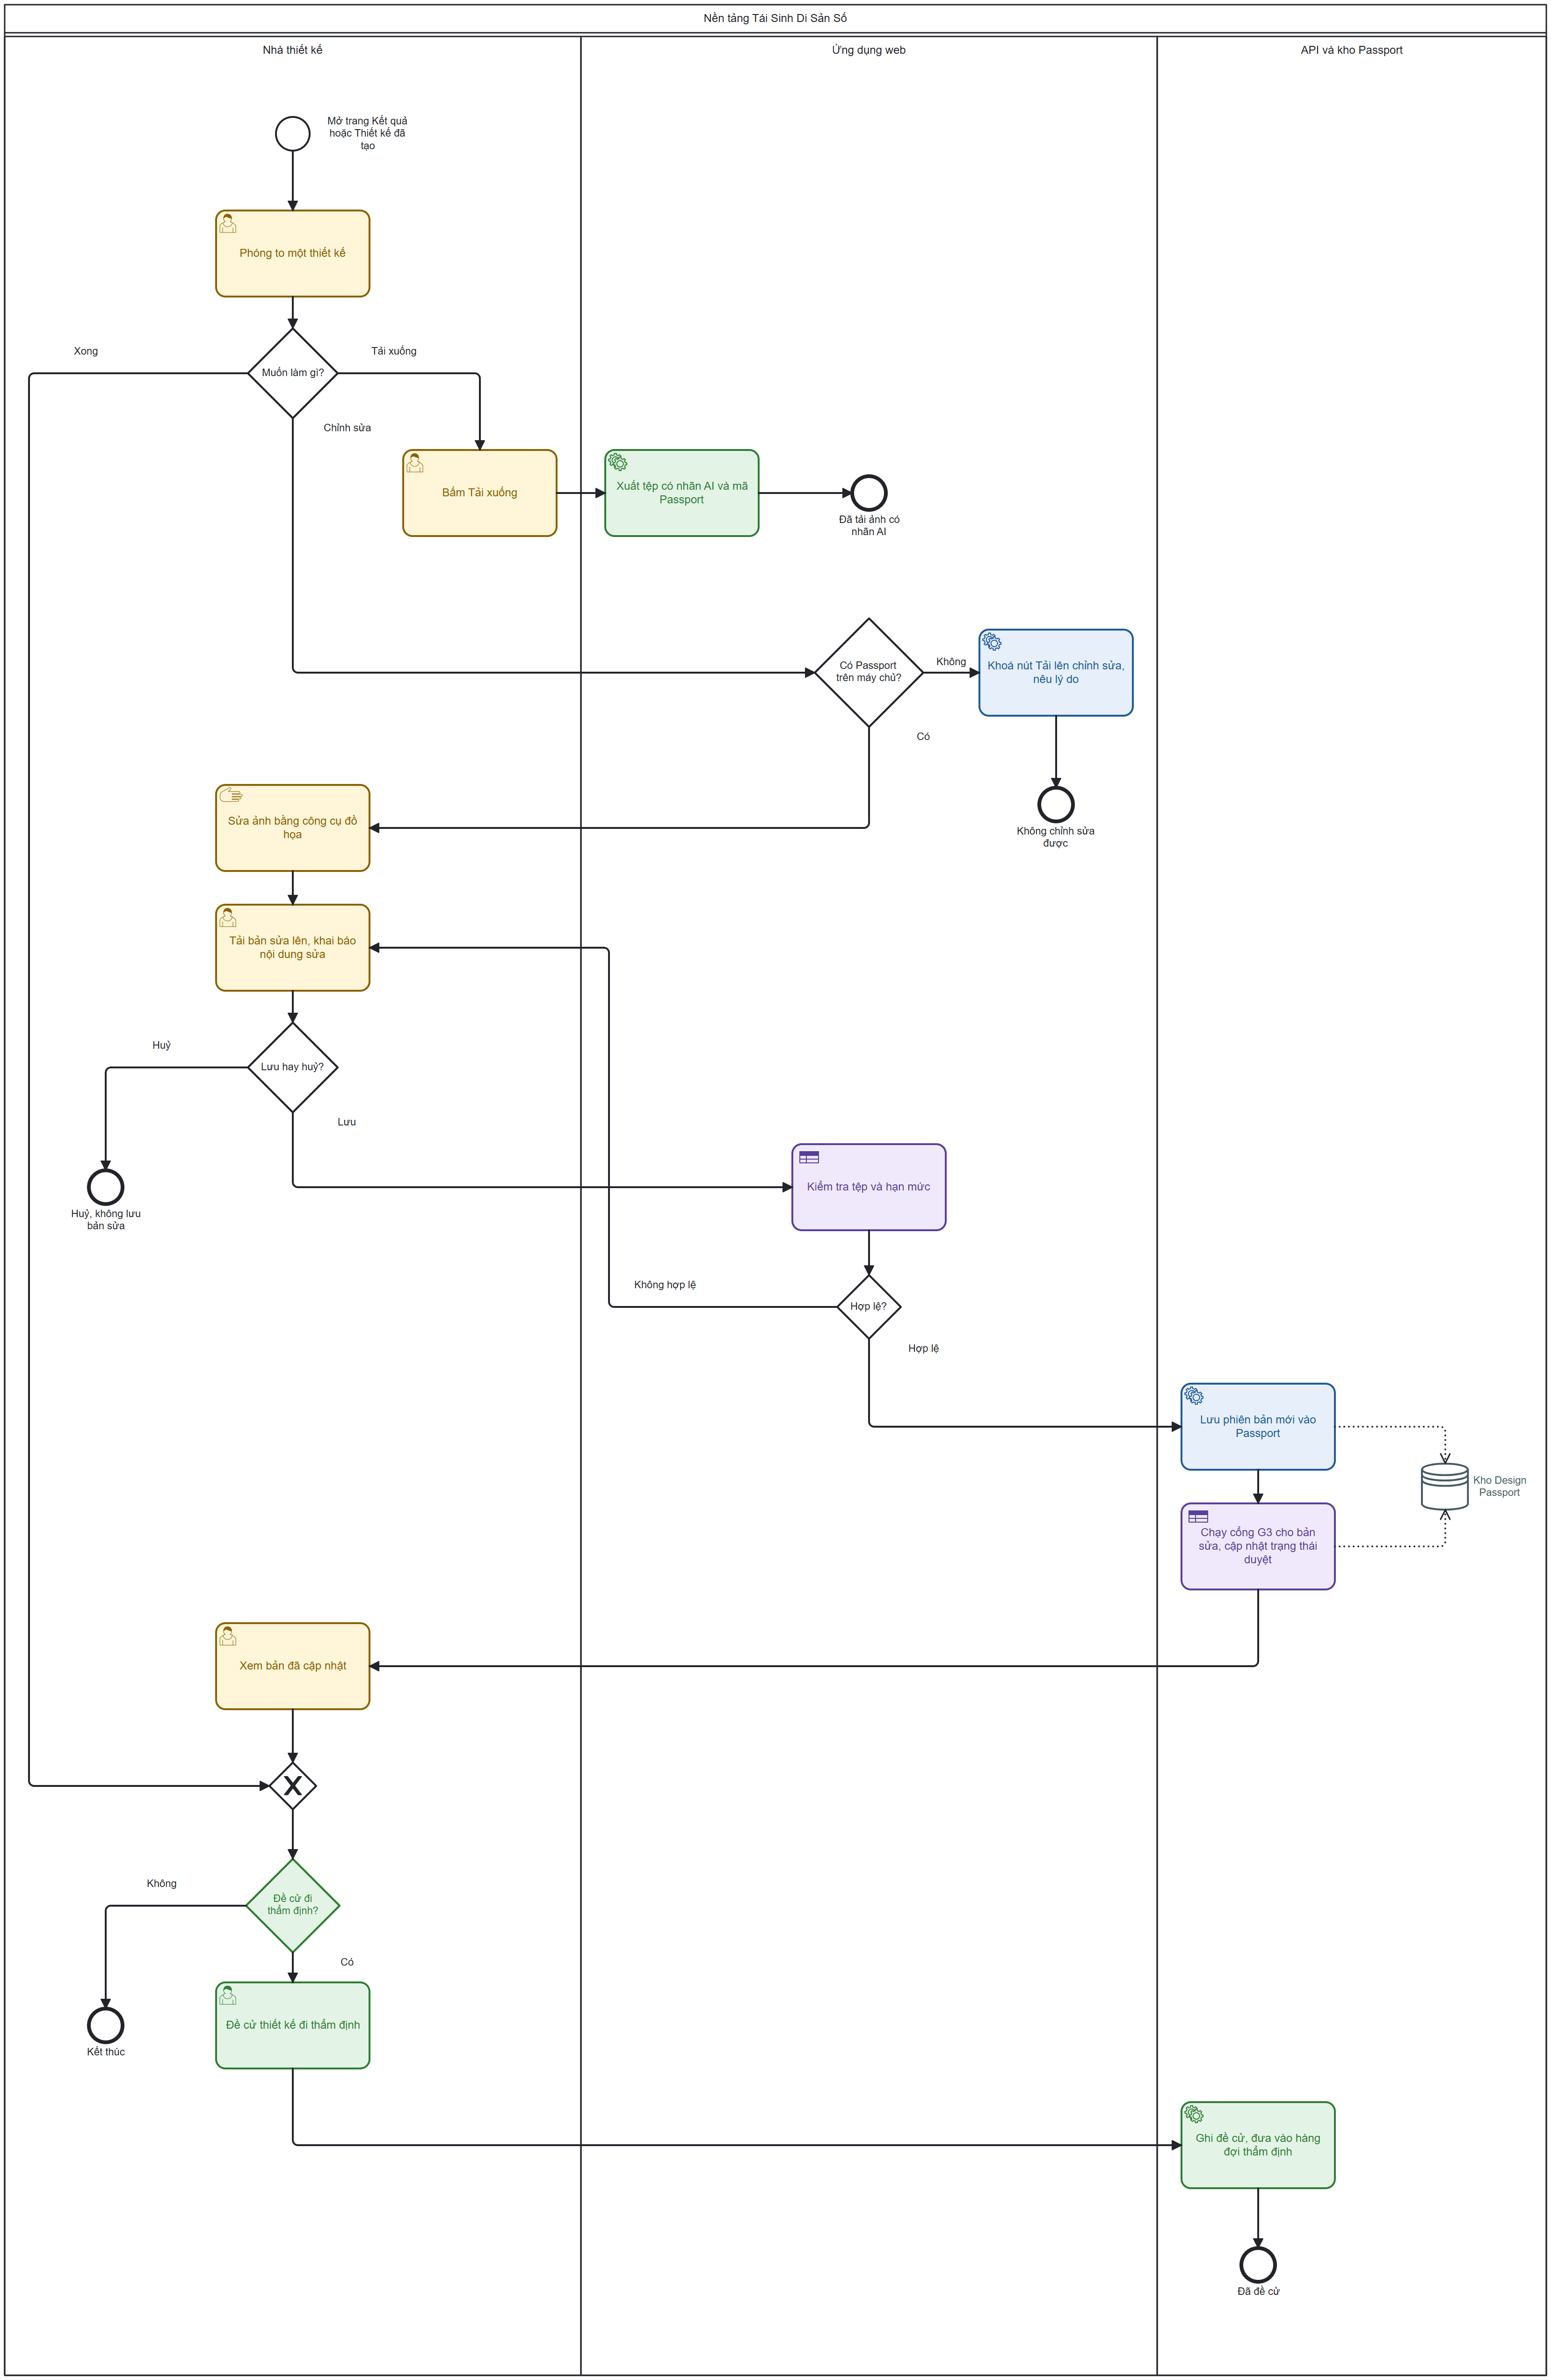 Nền tảng Tái Sinh Di Sản Số
Nhà thiết kế
Ứng dụng web
API và kho Passport
Mở trang Kết quả
hoặc Thiết kế đã
tạo
Phóng to một thiết kế
Xong
Tải xuống
Muốn làm gì?
Chỉnh sửa
Bấm Tải xuống
Xuất tệp có nhãn AI và mã
Passport
Đã tải ảnh có
nhãn AI
Có Passport
trên máy chủ?
Không
Khoá nút Tải lên chỉnh sửa,
nêu lý do
Có
Không chỉnh sửa
được
Sửa ảnh bằng công cụ đồ
họa
Tải bản sửa lên, khai báo
nội dung sửa
Huỷ
Lưu hay huỷ?
Lưu
Huỷ, không lưu
bản sửa
Kiểm tra tệp và hạn mức
Không hợp lệ
Hợp lệ?
Hợp lệ
Lưu phiên bản mới vào
Passport
Kho Design
Passport
Chạy cổng G3 cho bản
sửa, cập nhật trạng thái
duyệt
Xem bản đã cập nhật
Không
Đề cử đi
thẩm định?
Có
Đề cử thiết kế đi thẩm định
Kết thúc
Ghi đề cử, đưa vào hàng
đợi thẩm định
Đã đề cử